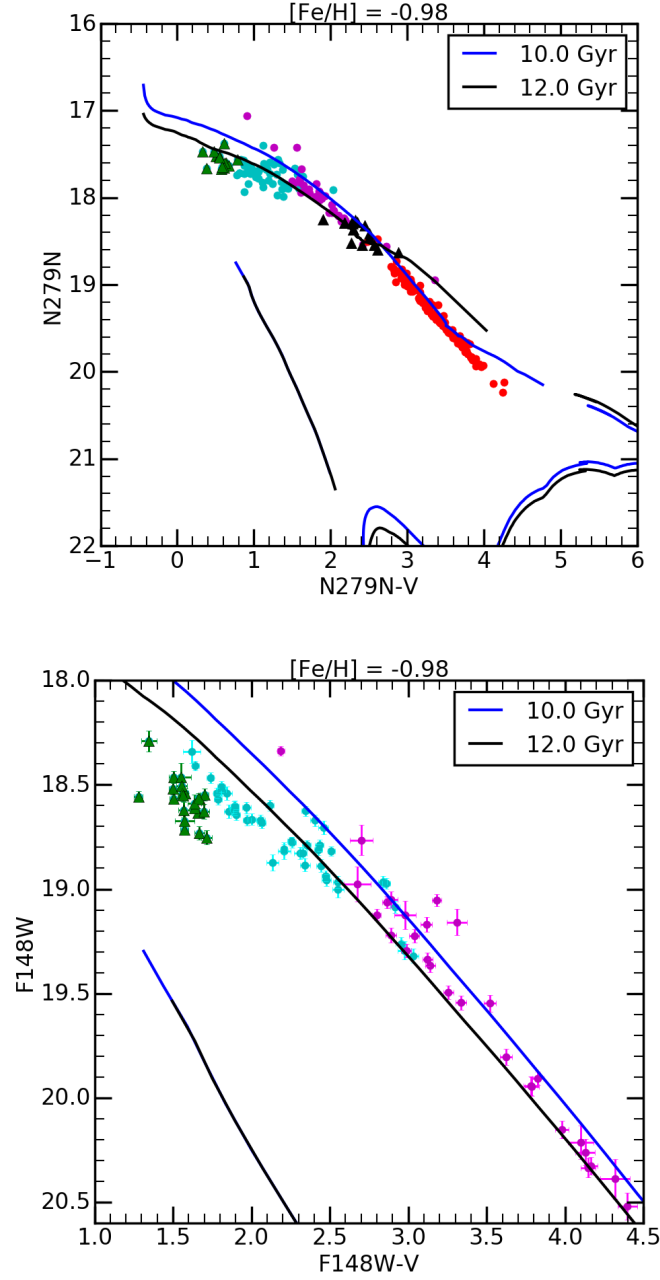 [Fe/H] = -0.98
16
10.0 Gyr
12.0 Gyr
17
18
N279N
19
20
21
22
−1 0 1 2 3 4 5 6
N279N-V
[Fe/H] = -0.98
18.0
10.0 Gyr
12.0 Gyr
18.5
19.0
F148W
19.5
20.0
20.5
1.0 1.5 2.0 2.5 3.0 3.5 4.0 4.5
F148W-V